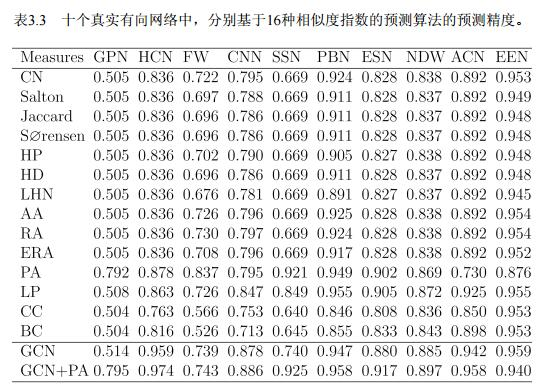 表3.3 十个真实有向网络中，分别基于16种相似度指数的预测算法的预测精度。
Measures GPN HCN FW CNN SSN PBN ESN NDW ACN EEN
CN 0.505 0.836 0.722 0.795 0.669 0.924 0.828 0.838 0.892 0.953
Salton 0.505 0.836 0.697 0.788 0.669 0.911 0.828 0.837 0.892 0.949
Jaccard 0.505 0.836 0.696 0.786 0.669 0.911 0.828 0.837 0.892 0.948
SØrensen 0.505 0.836 0.696 0.786 0.669 0.911 0.828 0.837 0.892 0.948
HP 0.505 0.836 0.702 0.790 0.669 0.905 0.827 0.838 0.892 0.948
HD 0.505 0.836 0.696 0.786 0.669 0.911 0.828 0.837 0.892 0.948
LHN 0.505 0.836 0.676 0.781 0.669 0.891 0.827 0.837 0.892 0.945
AA 0.505 0.836 0.726 0.796 0.669 0.925 0.828 0.838 0.892 0.954
RA 0.505 0.836 0.730 0.797 0.669 0.924 0.828 0.838 0.892 0.954
ERA 0.505 0.836 0.708 0.796 0.669 0.917 0.828 0.838 0.892 0.952
PA 0.792 0.878 0.837 0.795 0.921 0.949 0.902 0.869 0.730 0.876
LP 0.508 0.863 0.726 0.847 0.849 0.955 0.905 0.872 0.925 0.955
CC 0.504 0.763 0.566 0.753 0.640 0.846 0.808 0.836 0.850 0.953
BC 0.504 0.816 0.526 0.713 0.645 0.855 0.833 0.843 0.898 0.953
GCN 0.514 0.959 0.739 0.878 0.740 0.947 0.880 0.885 0.942 0.959
GCN+PA 0.795 0.974 0.743 0.886 0.925 0.958 0.917 0.897 0.958 0.940